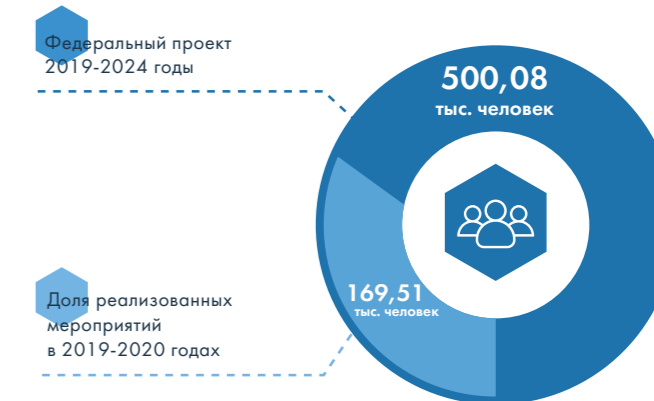 Федеральный проект
2019-2024 годы
500,08
тыс. человек
169,51
тыс. человек
Доля реализованных
мероприятий
в 2019-2020 годах